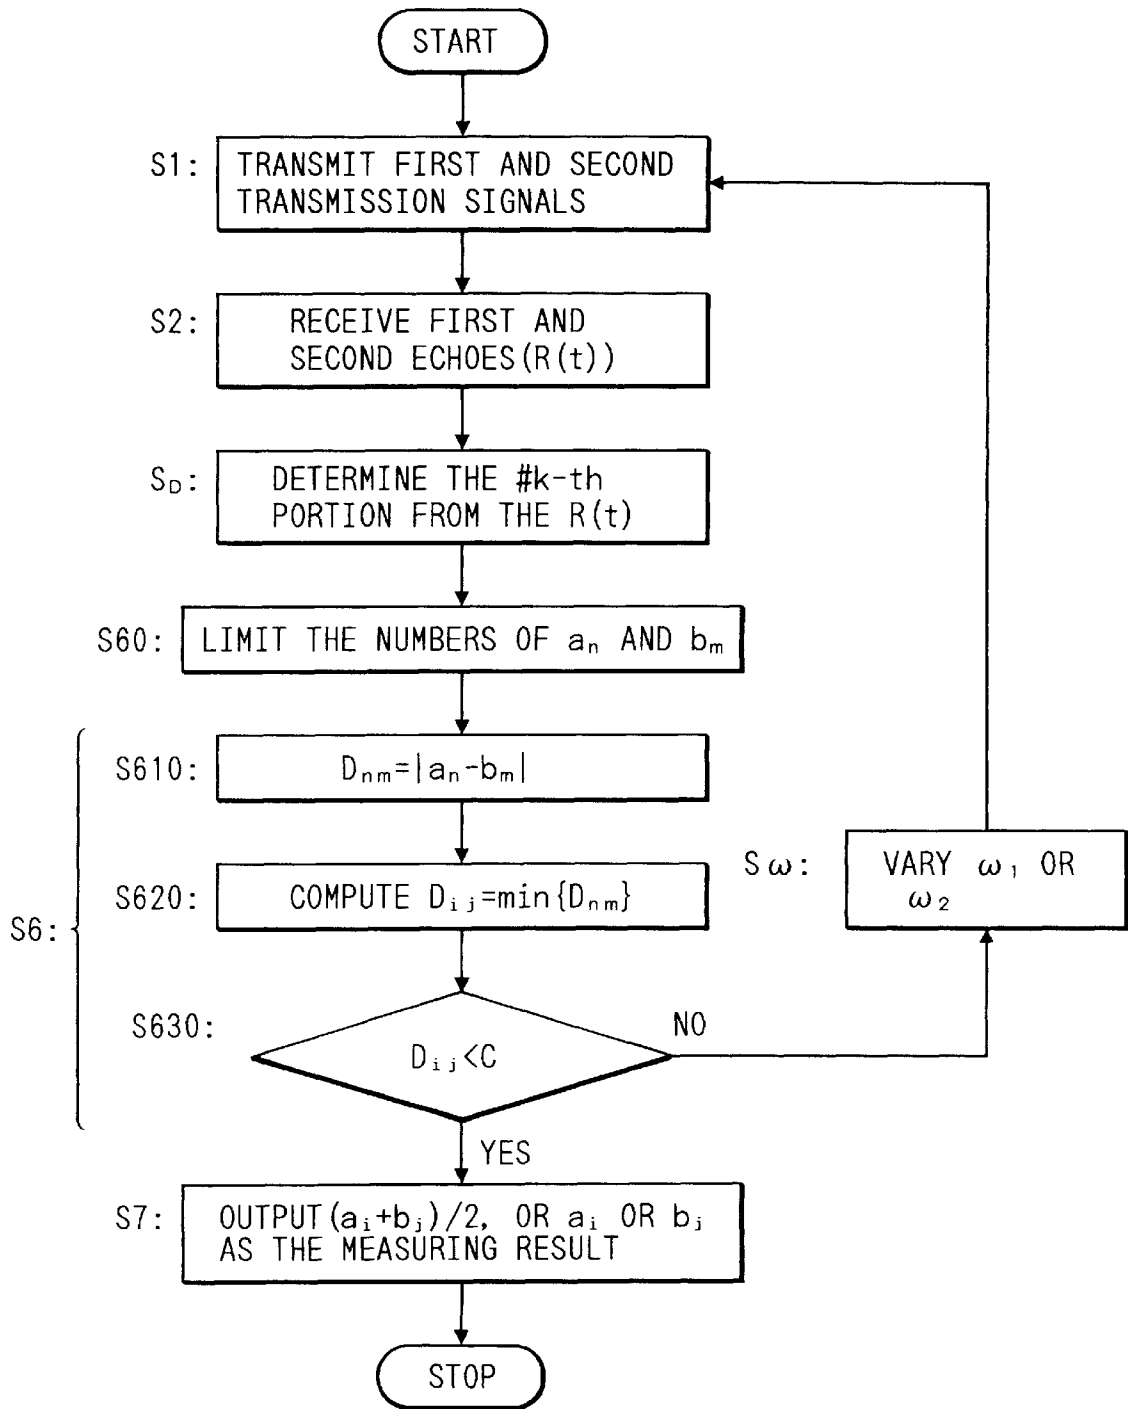 START
S1:
TRANSMIT FIRST AND SECOND
TRANSMISSION SIGNALS
S2:
RECEIVE FIRST AND
SECOND ECHOES(R(t))
S_D:
DETERMINE THE #k-th
PORTION FROM THE R(t)
S60:
LIMIT THE NUMBERS OF aₙ AND bₘ
S6:
S610:
Dₙₘ=|aₙ-bₘ|
S620:
COMPUTE Dᵢⱼ=min{Dₙₘ}
S630:
Dᵢⱼ<C
NO
Sω:
VARY ω₁ OR
ω₂
YES
S7:
OUTPUT(aᵢ+bⱼ)/2, OR aᵢ OR bⱼ
AS THE MEASURING RESULT
STOP